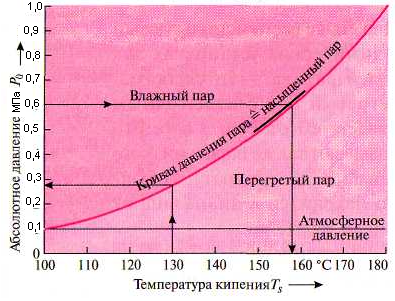 1,0
0,9
0,8
0,7
0,6
0,5
0,4
0,3
0,2
0,1
0
Абсолютное давление мпа Pb
Влажный пар
Кривая давления пара ≙ насыщенный пар
Перегретый пар
Атмосферное
давление
100 110 120 130 140 150 160 °C 170 180
Температура кипения Ts